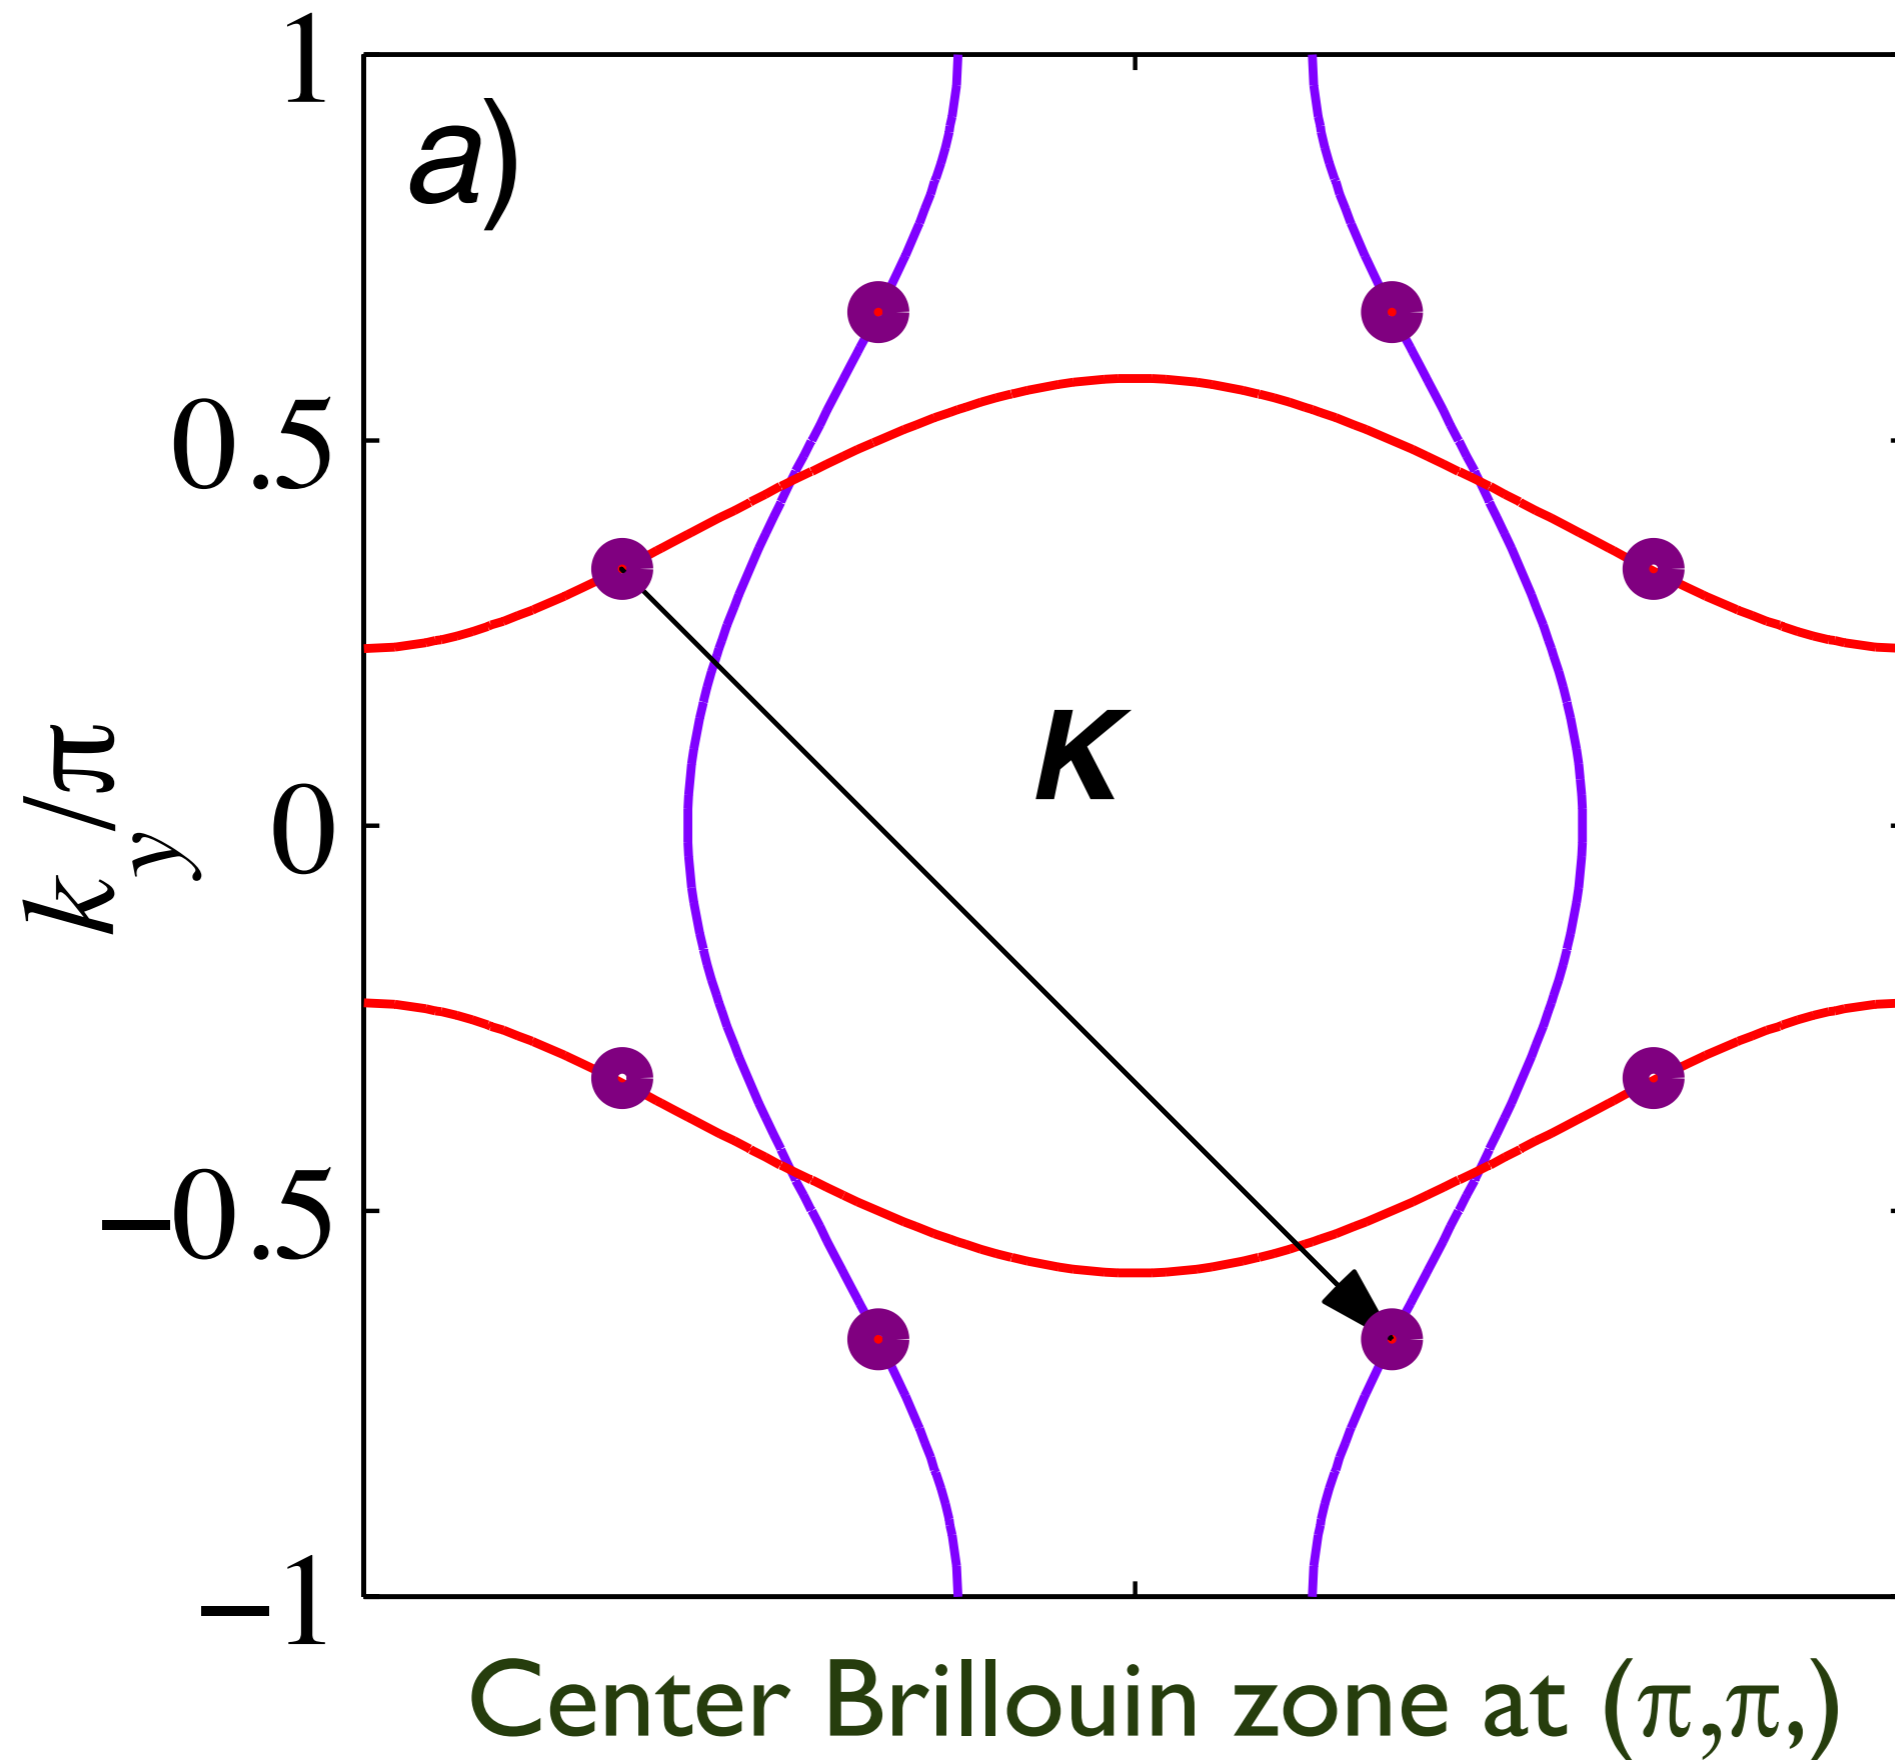 1
a)
0.5
K
k_y/π
0
−0.5
−1
Center Brillouin zone at (π,π,)